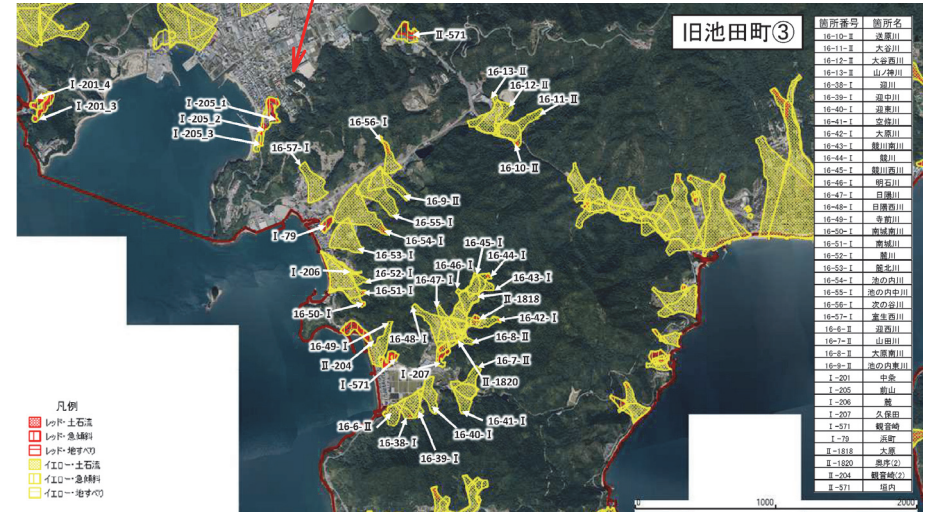 旧池田町③
箇所番号 箇所名
16-10-Ⅱ 送原川
16-11-Ⅱ 大谷川
16-12-Ⅱ 大谷西川
16-13-Ⅱ 山ノ神川
16-38-Ⅰ 迎川
16-39-Ⅰ 迎中川
16-40-Ⅰ 迎東川
16-41-Ⅰ 空條川
16-42-Ⅰ 大原川
16-43-Ⅰ 競川南川
16-44-Ⅰ 競川
16-45-Ⅰ 競川西川
16-46-Ⅰ 明石川
16-47-Ⅰ 日陽川
16-48-Ⅰ 日陽西川
16-49-Ⅰ 寺前川
16-50-Ⅰ 南城南川
16-51-Ⅰ 南城川
16-52-Ⅰ 麓川
16-53-Ⅰ 麓北川
16-54-Ⅰ 池の内川
16-55-Ⅰ 池の内中川
16-56-Ⅰ 次の谷川
16-57-Ⅰ 室生西川
16-6-Ⅱ 迎西川
16-7-Ⅱ 山田川
16-8-Ⅱ 大原南川
16-9-Ⅱ 池の内東川
Ⅰ-201 中条
Ⅰ-205 前山
Ⅰ-206 麓
Ⅰ-207 久保田
Ⅰ-571 観音崎
Ⅰ-79 浜町
Ⅱ-1818 大原
Ⅱ-1820 奥序(2)
Ⅱ-204 観音崎(2)
Ⅱ-571 垣内
Ⅱ-571
Ⅰ-201_4
Ⅰ-201_3
Ⅰ-205_1
Ⅰ-205_2
Ⅰ-205_3
16-13-Ⅱ
16-12-Ⅱ
16-11-Ⅱ
16-56-Ⅰ
16-57-Ⅰ
16-10-Ⅱ
16-9-Ⅱ
16-55-Ⅰ
Ⅰ-79
16-54-Ⅰ
16-53-Ⅰ
16-45-Ⅰ
16-44-Ⅰ
16-46-Ⅰ
Ⅰ-206
16-52-Ⅰ
16-47-Ⅰ
16-43-Ⅰ
16-51-Ⅰ
Ⅱ-1818
16-50-Ⅰ
16-42-Ⅰ
16-48-Ⅰ
16-8-Ⅱ
16-49-Ⅰ
Ⅱ-204
16-7-Ⅱ
Ⅰ-207
Ⅱ-1820
Ⅰ-571
16-41-Ⅰ
16-6-Ⅱ
16-40-Ⅰ
16-38-Ⅰ
16-39-Ⅰ
凡例
レッド・土石流
レッド・急傾斜
レッド・地すべり
イエロー・土石流
イエロー・急傾斜
イエロー・地すべり
0 1000 2000